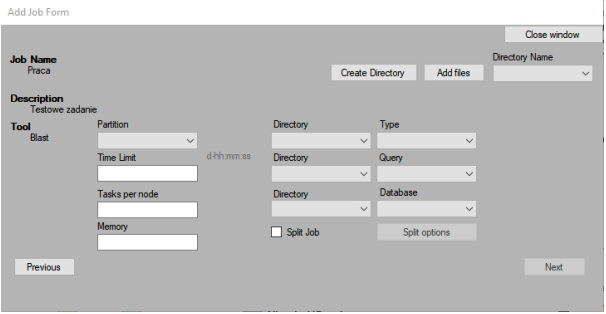 Add Job Form
Close window
Job Name
Praca
Create Directory
Add files
Directory Name
Description
Testowe zadanie
Tool
Blast
Partition
Directory
Type
Time Limit
d-hh:mm:ss
Directory
Query
Tasks per node
Directory
Database
Memory
Split Job
Split options
Previous
Next